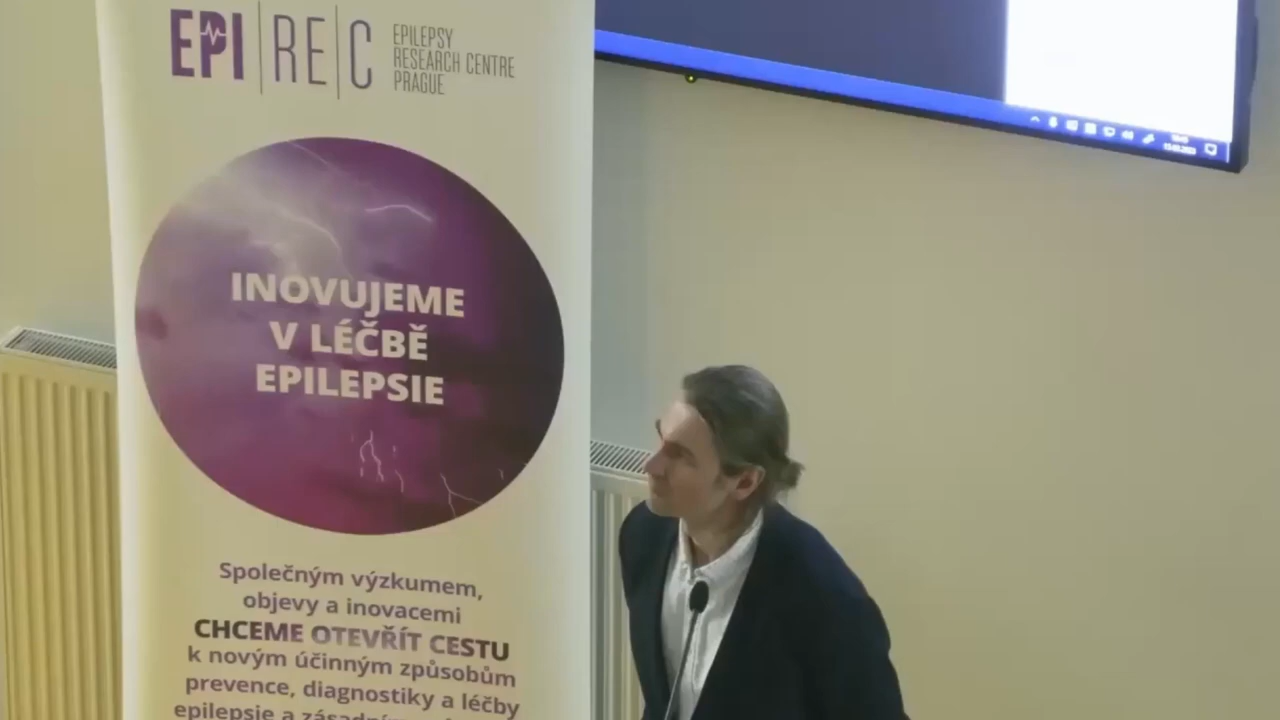 EPI RE C
EPILEPSY
RESEARCH CENTRE
PRAGUE
INOVUJEME
V LÉČBĚ
EPILEPSIE
Společným výzkumem,
objevy a inovacemi
CHCEME OTEVŘÍT CESTU
k novým účinným způsobům
prevence, diagnostiky a léčby
epilepsie a